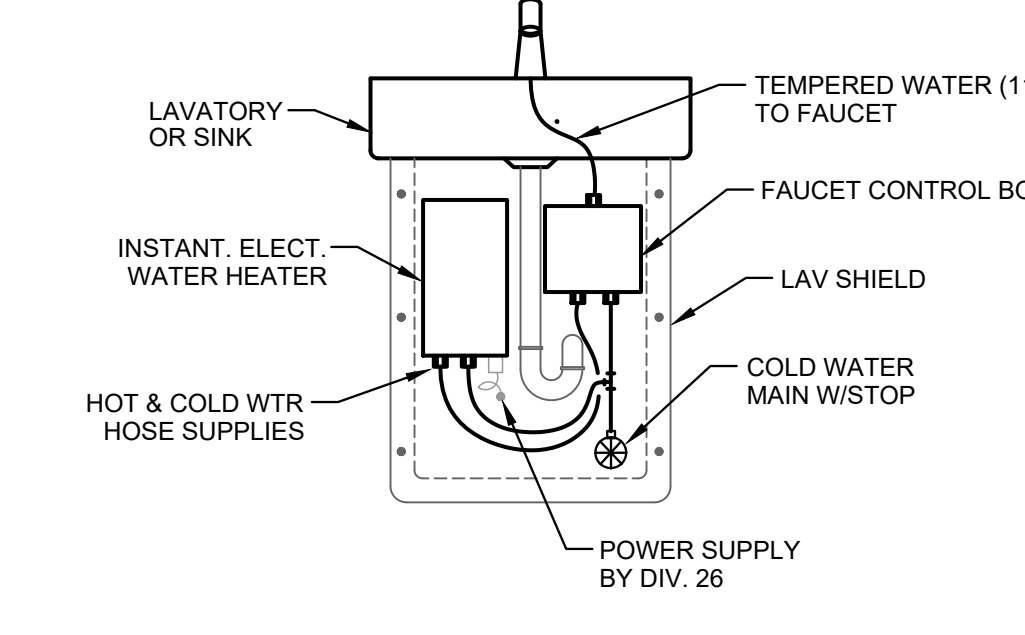 TEMPERED WATER (1
TO FAUCET
LAVATORY
OR SINK
FAUCET CONTROL
INSTANT. ELECT.
WATER HEATER
LAV SHIELD
COLD WATER
MAIN W/STOP
HOT & COLD WTR
HOSE SUPPLIES
POWER SUPPLY
BY DIV. 26